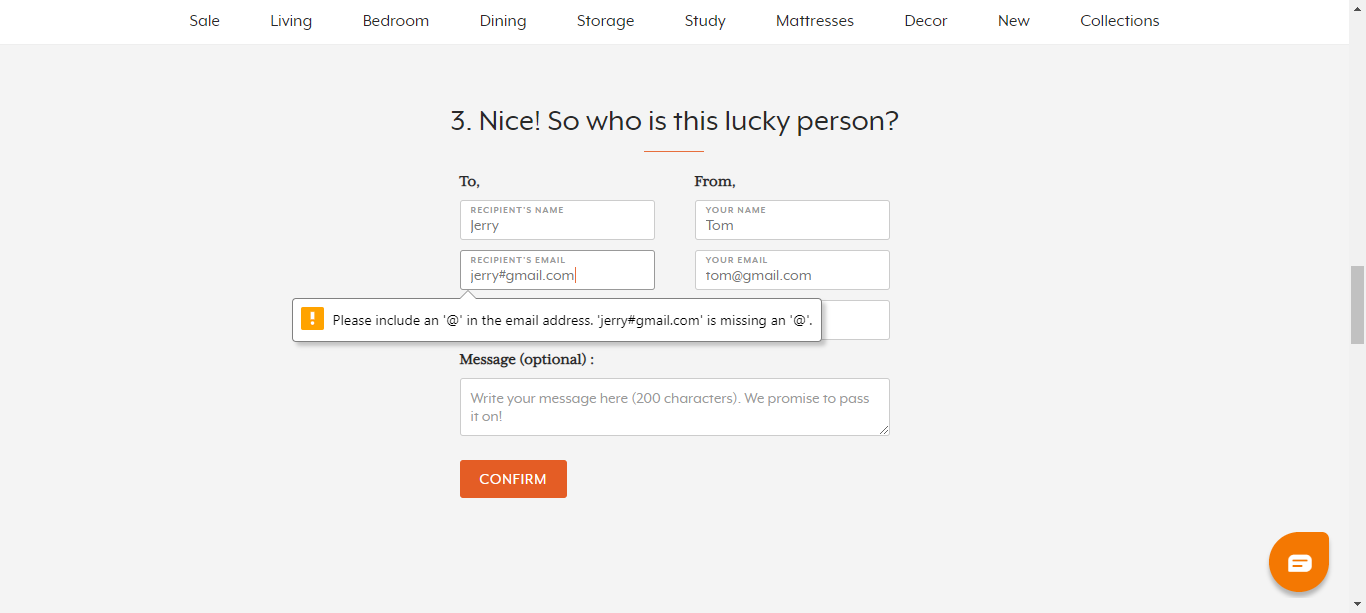 Sale Living Bedroom Dining Storage Study Mattresses Decor New Collections
3. Nice! So who is this lucky person?
To,
From,
RECIPIENT'S NAME
Jerry
YOUR NAME
Tom
RECIPIENT'S EMAIL
jerry#gmail.com
YOUR EMAIL
tom@gmail.com
! Please include an '@' in the email address. 'jerry#gmail.com' is missing an '@'.
Message (optional) :
Write your message here (200 characters). We promise to pass
it on!
CONFIRM